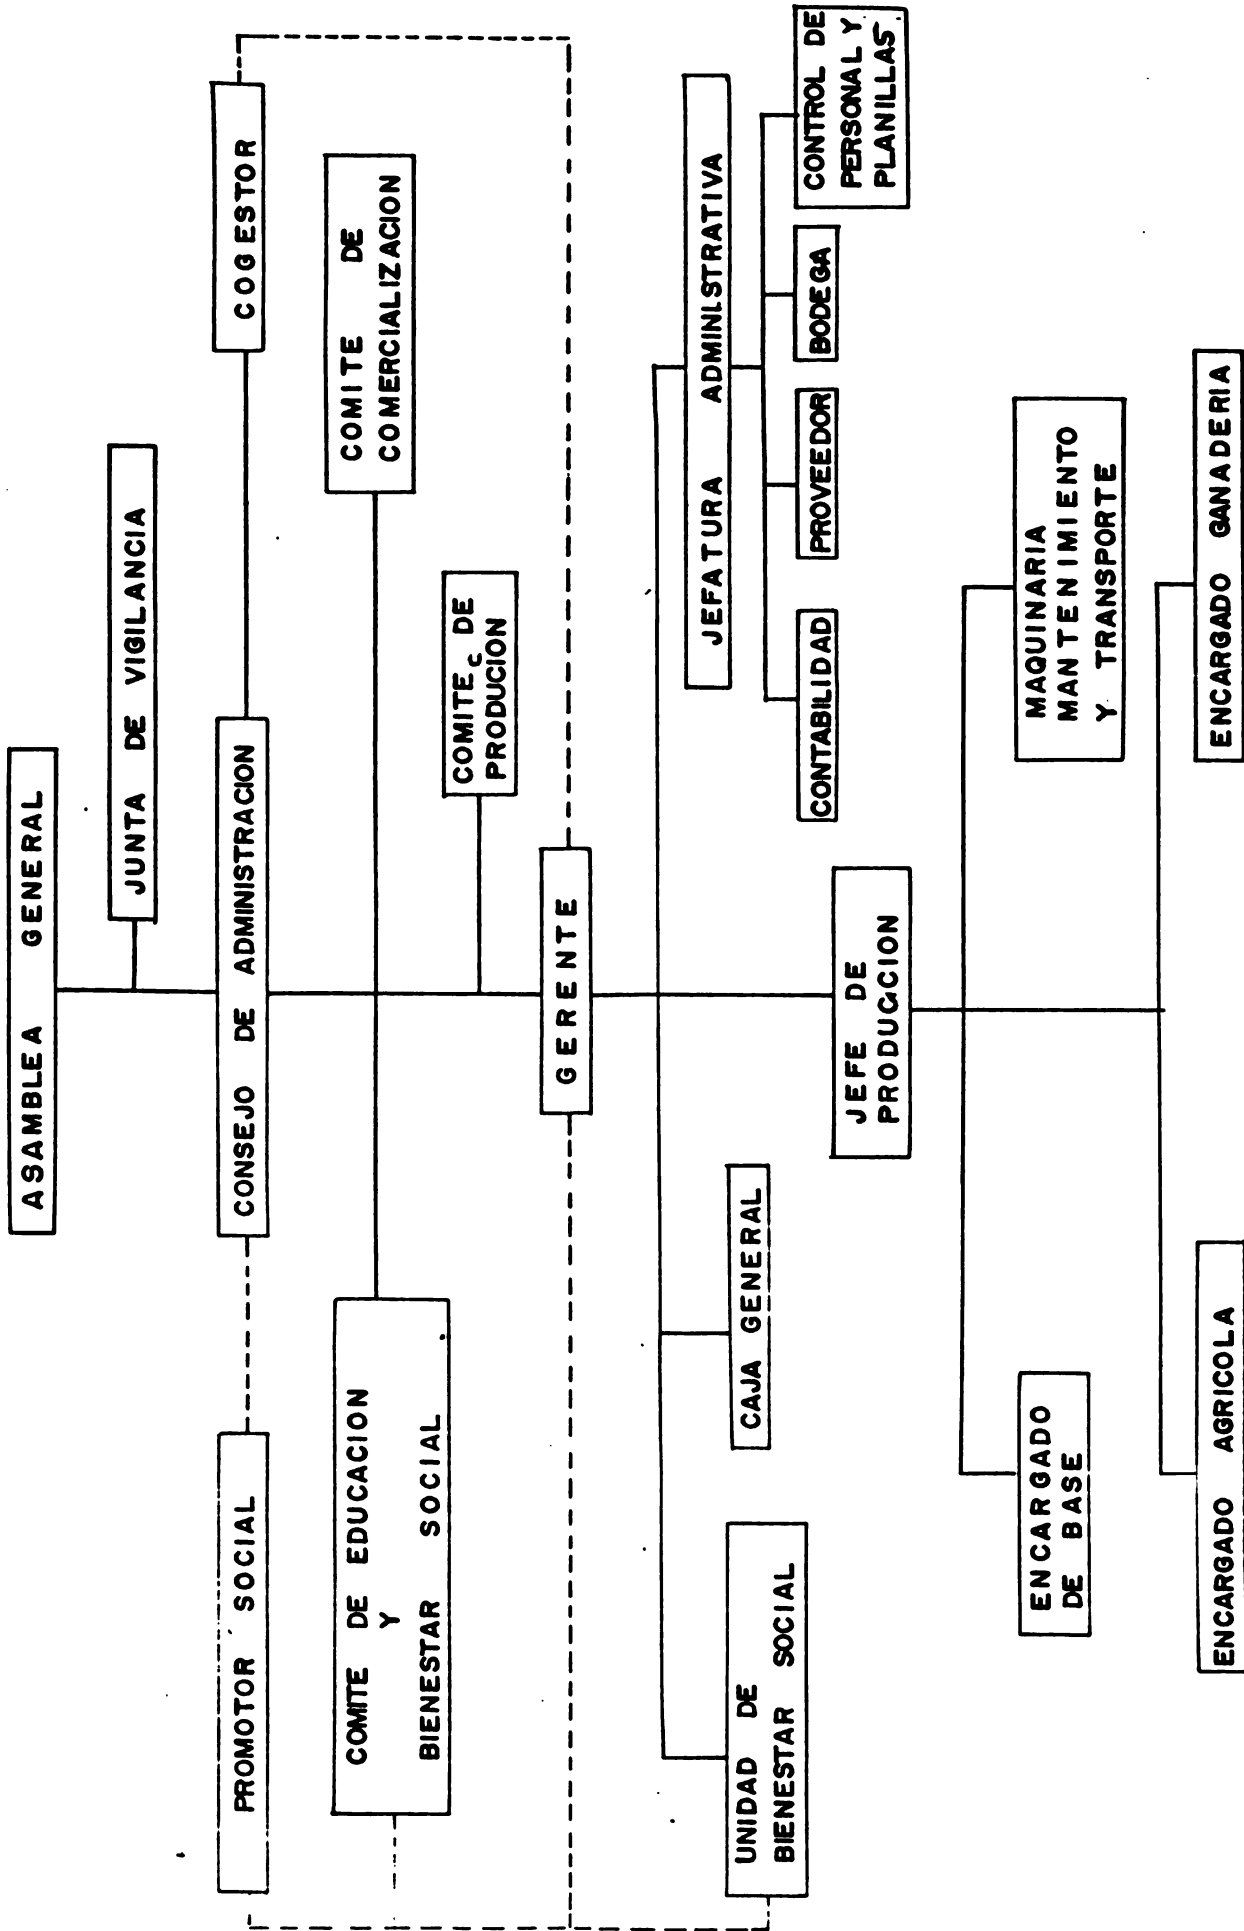 ASAMBLEA GENERAL
JUNTA DE VIGILANCIA
PROMOTOR SOCIAL
CONSEJO DE ADMINISTRACION
COGESTOR
COMITE DE EDUCACION
Y
BIENESTAR SOCIAL
COMITE DE
COMERCIALIZACION
COMITE DE
PRODUCCION
GERENTE
UNIDAD DE
BIENESTAR SOCIAL
CAJA GENERAL
JEFATURA ADMINISTRATIVA
CONTABILIDAD
PROVEEDOR
BODEGA
CONTROL DE
PERSONAL Y
PLANILLAS
JEFE DE
PRODUCCION
ENCARGADO
DE BASE
MAQUINARIA
MANTENIMIENTO
Y TRANSPORTE
ENCARGADO AGRICOLA
ENCARGADO GANADERIA